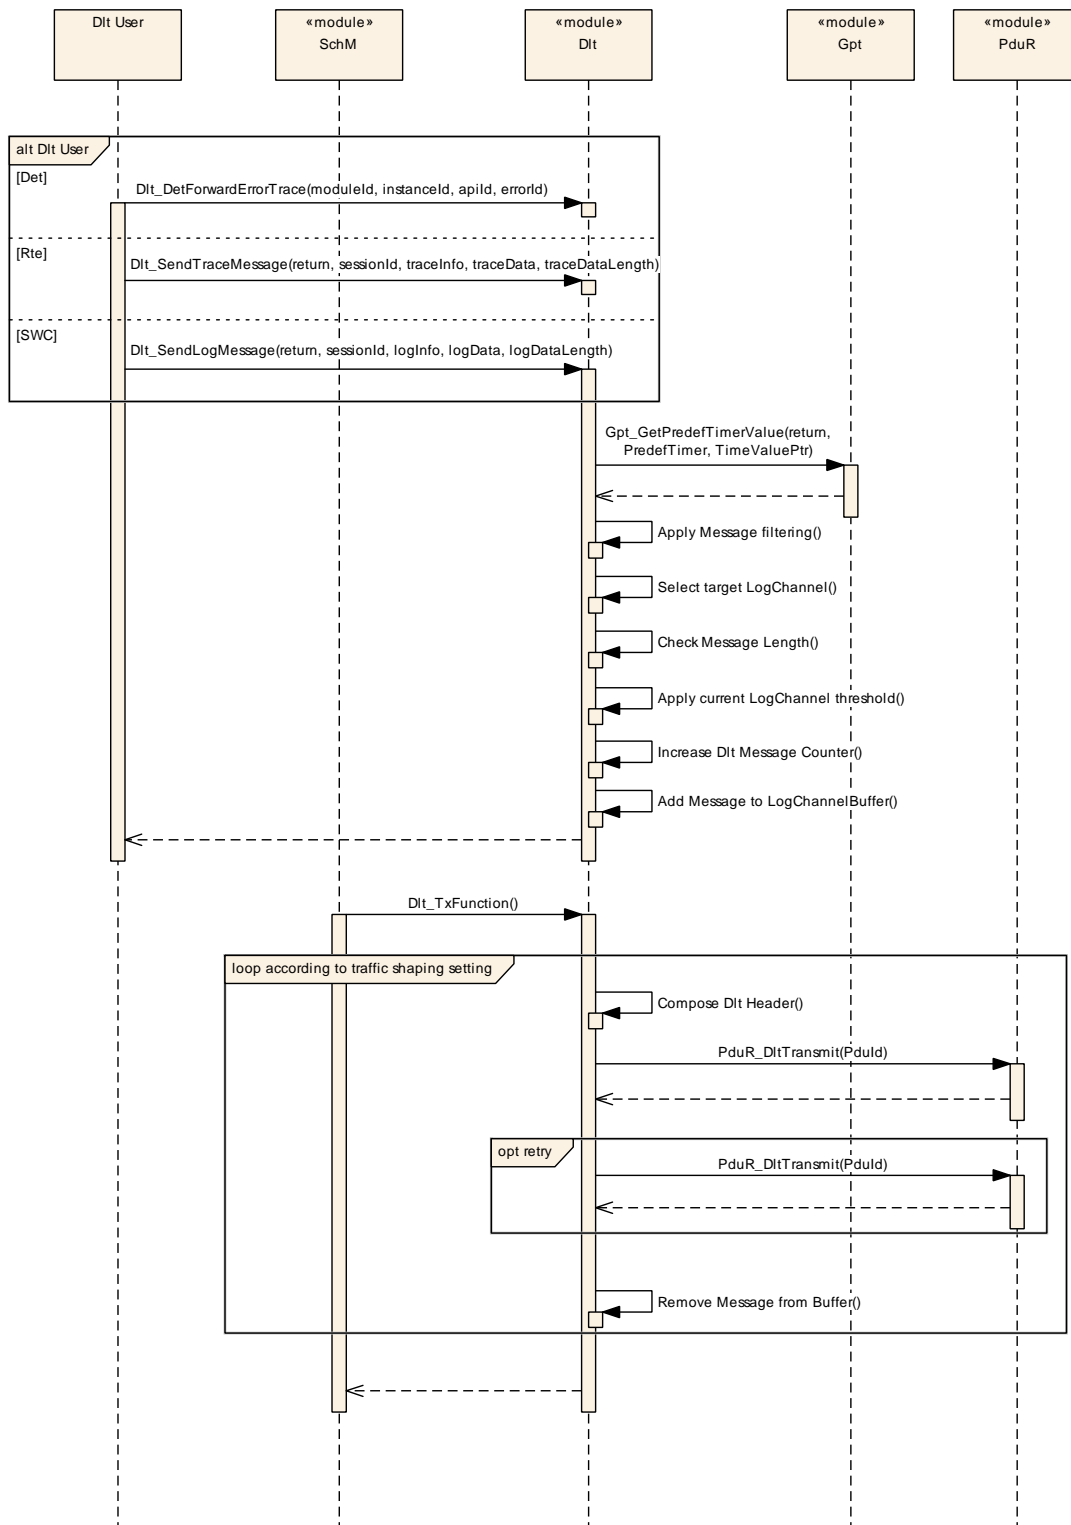 Dlt User
«module»
SchM
«module»
Dlt
«module»
Gpt
«module»
PduR
alt Dlt User
[Det]
Dlt_DetForwardErrorTrace(moduleId, instanceId, apiId, errorId)
[Rte]
Dlt_SendTraceMessage(return, sessionId, traceInfo, traceData, traceDataLength)
[SWC]
Dlt_SendLogMessage(return, sessionId, logInfo, logData, logDataLength)
Gpt_GetPredefTimerValue(return,
PredefTimer, TimeValuePtr)
Apply Message filtering()
Select target LogChannel()
Check Message Length()
Apply current LogChannel threshold()
Increase Dlt Message Counter()
Add Message to LogChannelBuffer()
Dlt_TxFunction()
loop according to traffic shaping setting
Compose Dlt Header()
PduR_DltTransmit(PduId)
opt retry
PduR_DltTransmit(PduId)
Remove Message from Buffer()